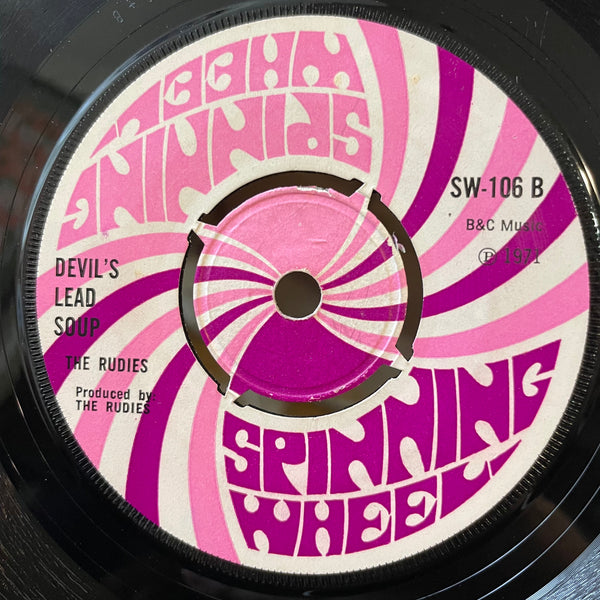 SPINNING
WHEEL
SW-106 B
B&C Music
Ⓟ 1971
DEVIL'S
LEAD
SOUP
THE RUDIES
Produced by
THE RUDIES
SPINNING
WHEEL